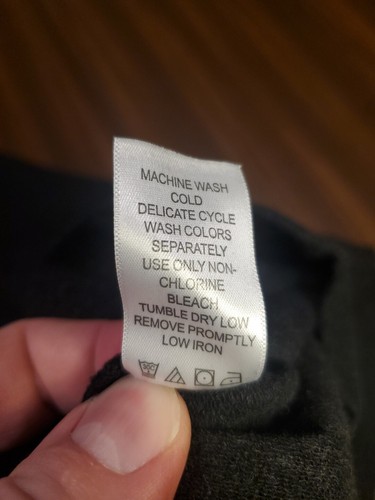 MACHINE WASH
COLD
DELICATE CYCLE
WASH COLORS
SEPARATELY
USE ONLY NON-
CHLORINE
BLEACH
TUMBLE DRY LOW
REMOVE PROMPTLY
LOW IRON